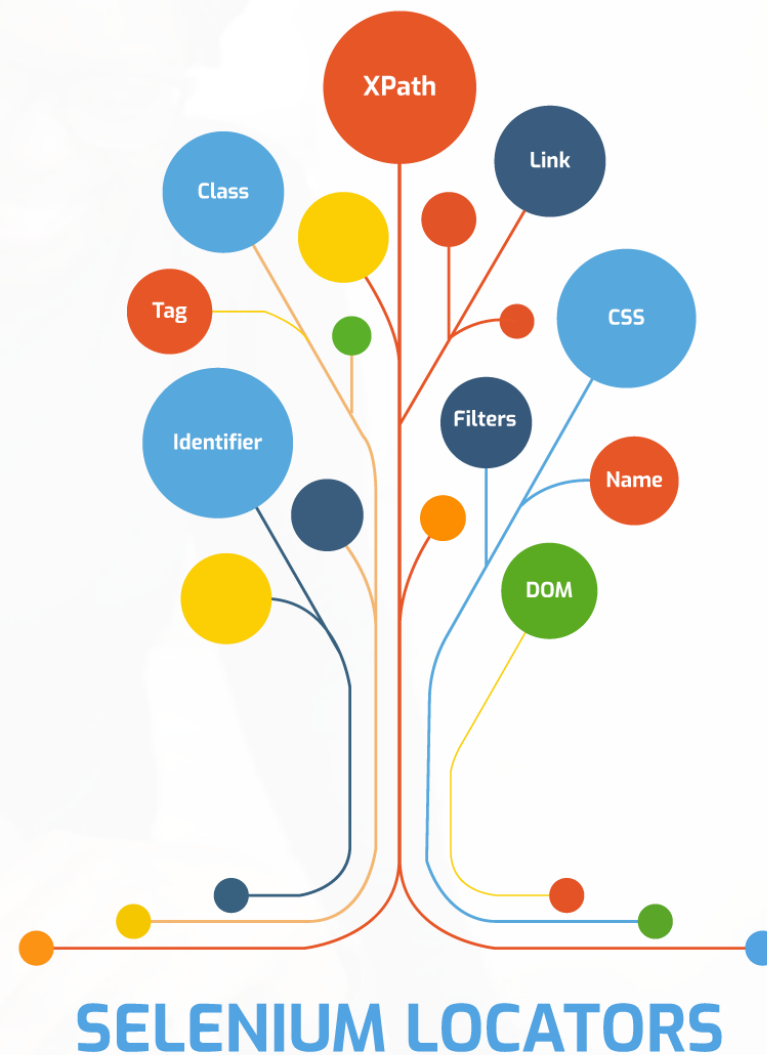 XPath
Link
Class
Tag
CSS
Filters
Identifier
Name
DOM
SELENIUM LOCATORS